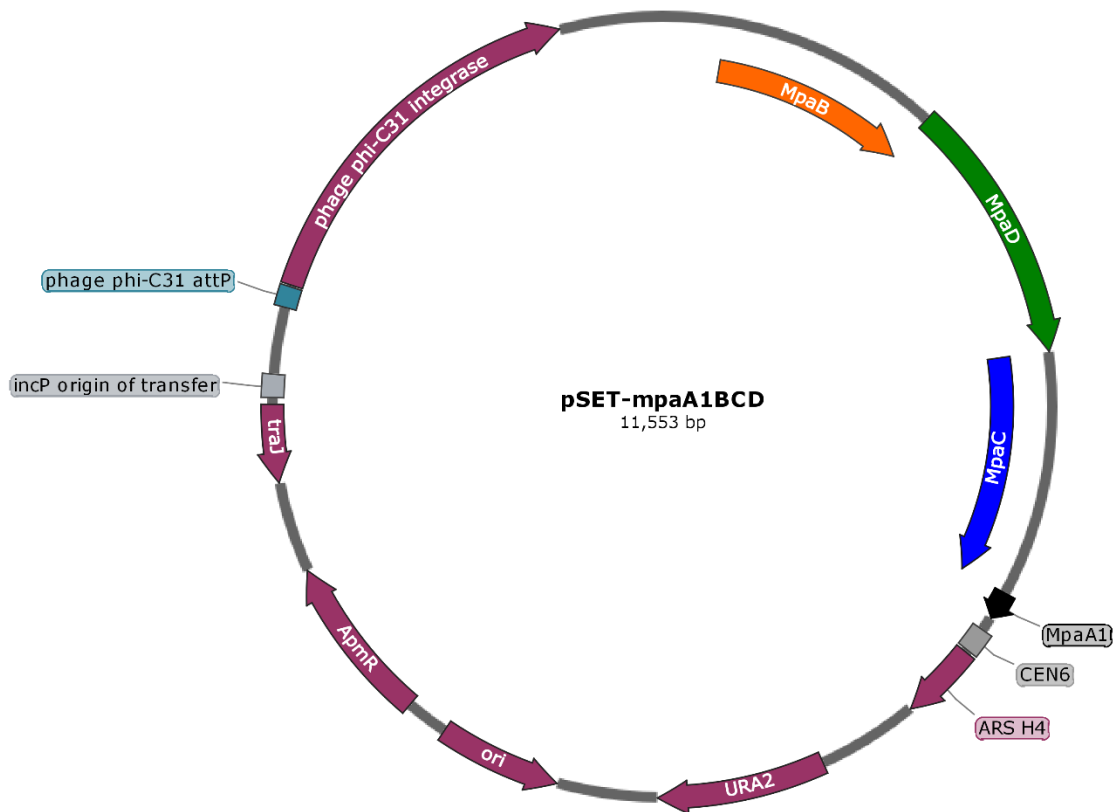 phage phi-C31 integrase
MpaB
MpaD
phage phi-C31 attP
incP origin of transfer
pSET-mpaA1BCD
11,553 bp
traJ
MpaC
ApmR
MpaA1
CEN6
ARS H4
ori
URA2